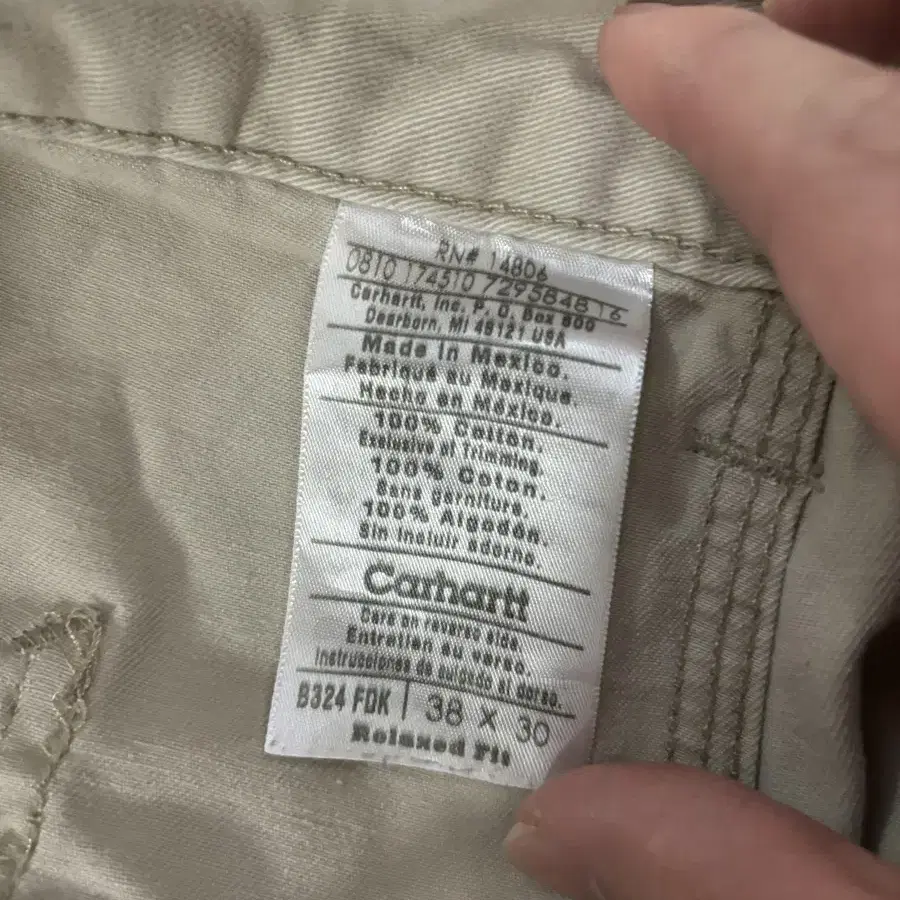 RN# 14806
0810 174510 729584816
Carhartt, Inc. P. O. Box 600
Dearborn, MI 48121 USA
Made in Mexico.
Fabriqué au Mexique.
Hecho en México.
100% Cotton.
Exclusive of Trimming.
100% Coton.
Sans garniture.
100% Algodón.
Sin Incluir adorno.
Carhartt
Care on reverse side.
Entretien au verso.
Instrucciones de cuidado al dorso.
B324 FDK | 38 X 30
Relaxed Fit